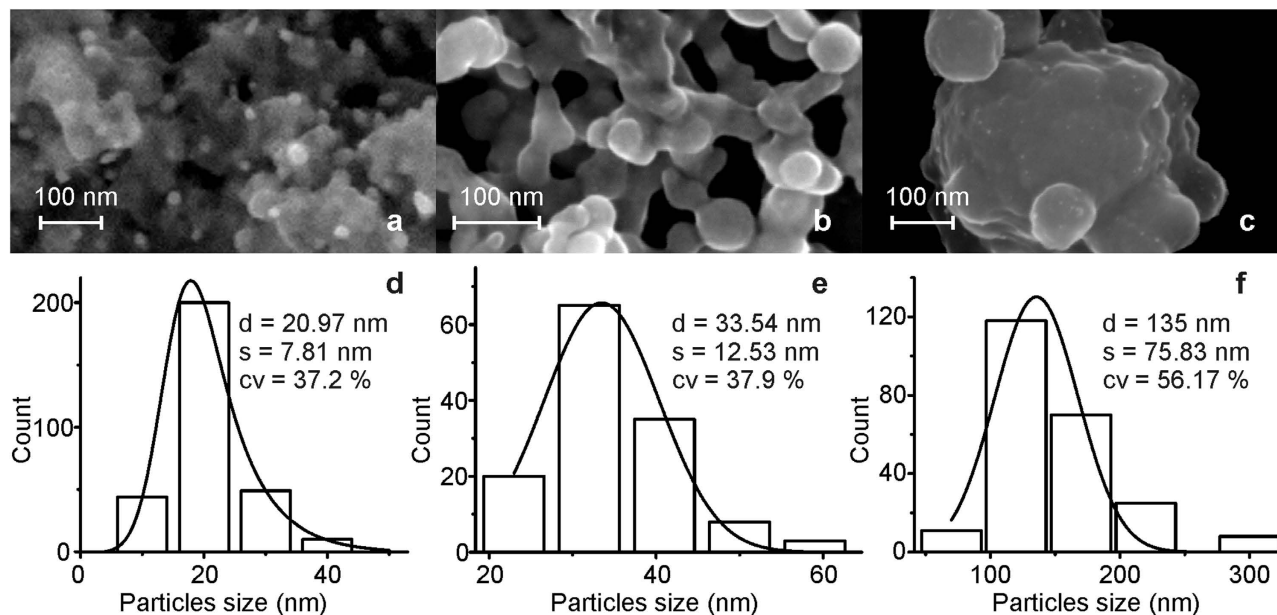 100 nm
a
100 nm
b
100 nm
c
d
d = 20.97 nm
s = 7.81 nm
cv = 37.2 %
Count
200
100
0
0
20
40
Particles size (nm)
e
d = 33.54 nm
s = 12.53 nm
cv = 37.9 %
Count
60
40
20
0
20
40
60
Particles size (nm)
f
d = 135 nm
s = 75.83 nm
cv = 56.17 %
Count
120
80
40
0
100
200
300
Particles size (nm)